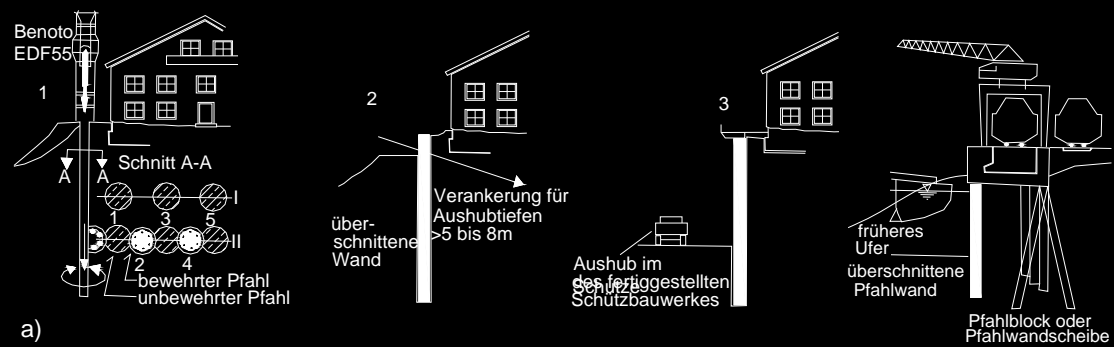 Benoto
EDF55
1
Schnitt A-A
A A
I
1 3 5
II
2 4
bewehrter Pfahl
unbewehrter Pfahl
a)
2
Verankerung für
Aushubtiefen
>5 bis 8m
über-
schnittene
Wand
3
Aushub im
Schutze
des fertiggestellten
Schutzbauwerkes
früheres
Ufer
überschnittene
Pfahlwand
Pfahlblock oder
Pfahlwandscheibe